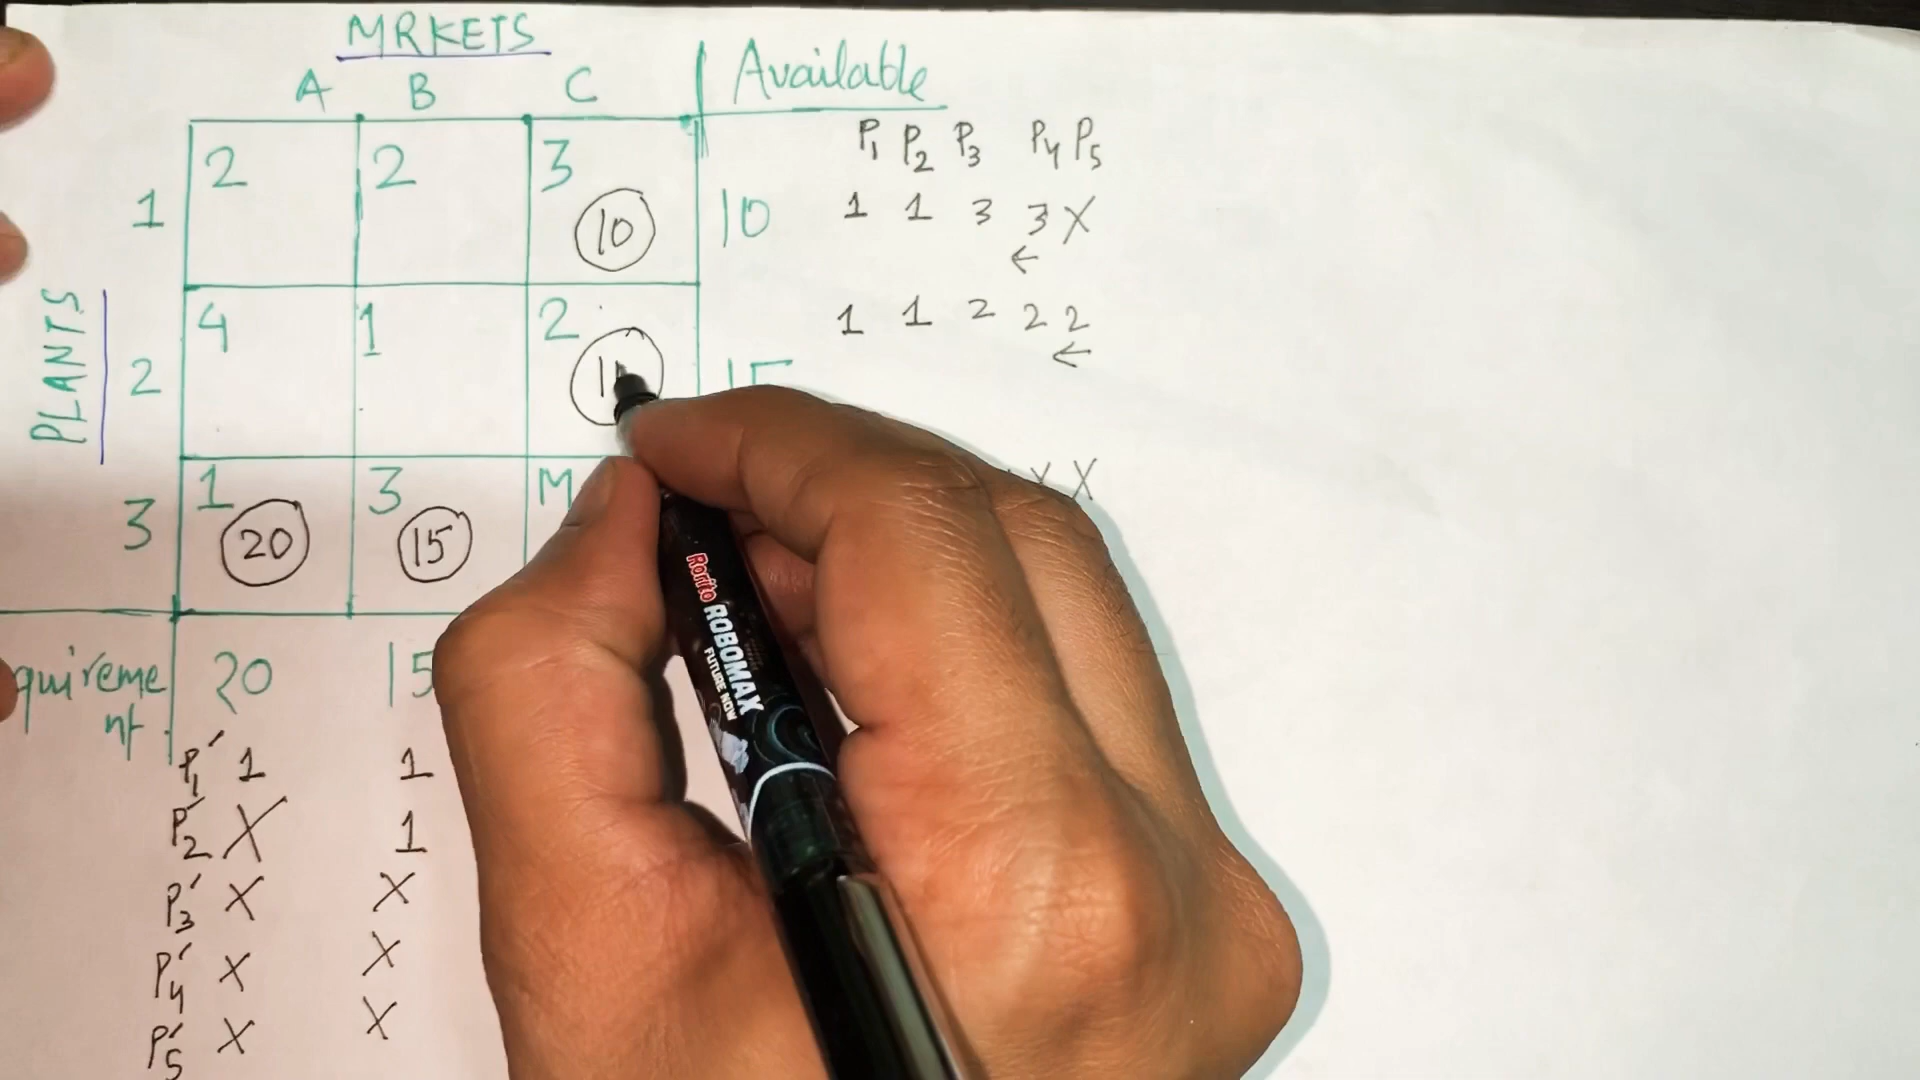 MRKETS
A B C Available
P1 P2 P3 P4 P5
2 2 3
1 10 10 1 1 3 3 X
←
PLANTS
4 1 2
1 1 2 2 2
←
2 15
1 3 M
X X
3 20 15
quireme 20 15
nt.
P1' 1 1
P2' X 1
P3' X X
P4' X X
P5' X X
Rorito ROBOMAX
FUTURE NOW